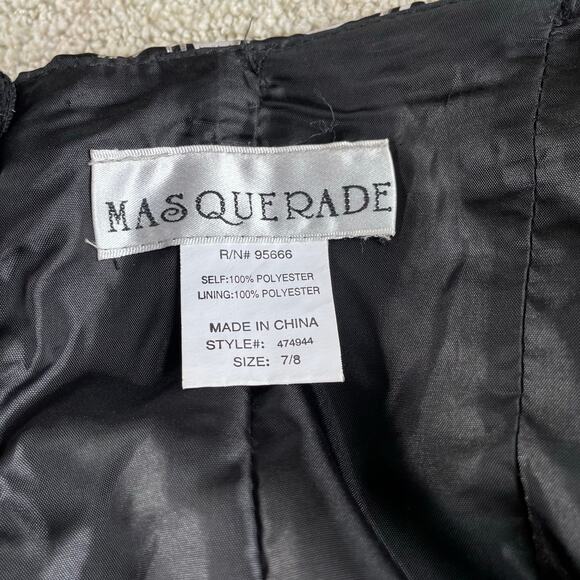 MASQUERADE
R/N# 95666
SELF:100% POLYESTER
LINING:100% POLYESTER
MADE IN CHINA
STYLE#: 474944
SIZE: 7/8